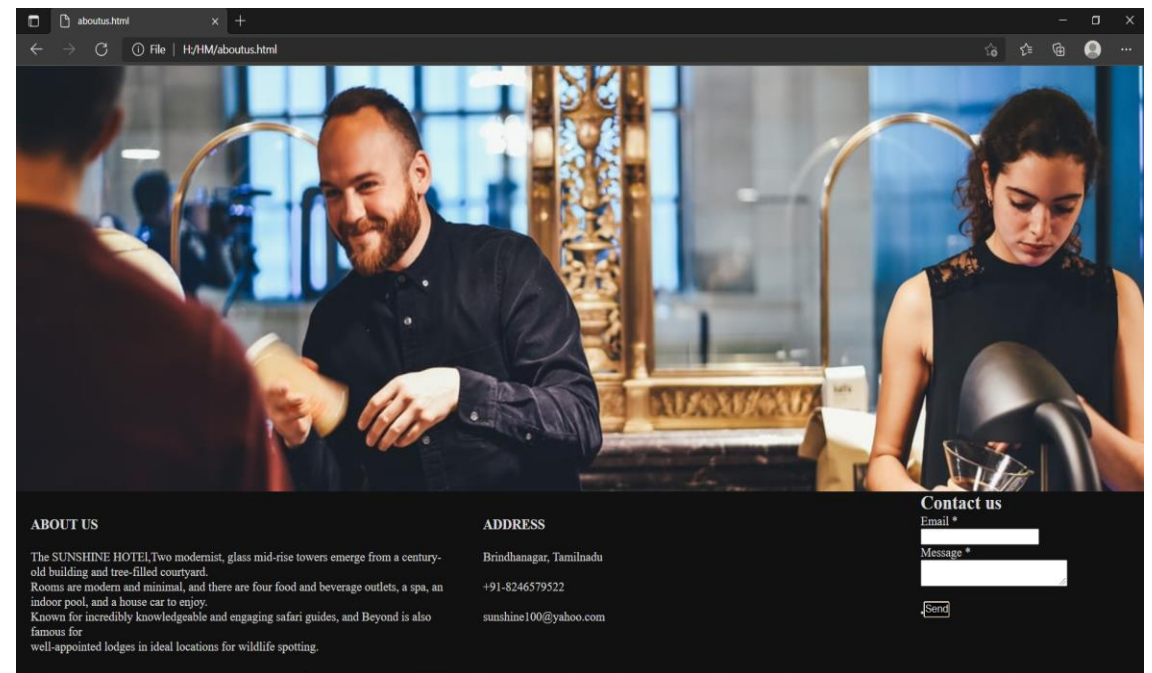 aboutus.html
File | H:/HM/aboutus.html
ABOUT US
The SUNSHINE HOTEL,Two modernist, glass mid-rise towers emerge from a century-
old building and tree-filled courtyard.
Rooms are modern and minimal, and there are four food and beverage outlets, a spa, an
indoor pool, and a house car to enjoy.
Known for incredibly knowledgeable and engaging safari guides, and Beyond is also
famous for
well-appointed lodges in ideal locations for wildlife spotting.
ADDRESS
Brindhanagar, Tamilnadu
+91-8246579522
sunshine100@yahoo.com
Contact us
Email *
Message *
Send